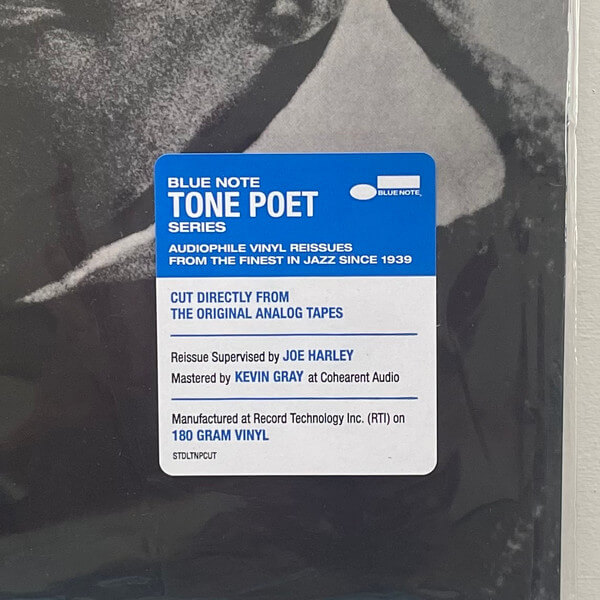 BLUE NOTE
TONE POET
SERIES
BLUE NOTE.
AUDIOPHILE VINYL REISSUES
FROM THE FINEST IN JAZZ SINCE 1939
CUT DIRECTLY FROM
THE ORIGINAL ANALOG TAPES
Reissue Supervised by JOE HARLEY
Mastered by KEVIN GRAY at Cohearent Audio
Manufactured at Record Technology Inc. (RTI) on
180 GRAM VINYL
STDLTNPCUT